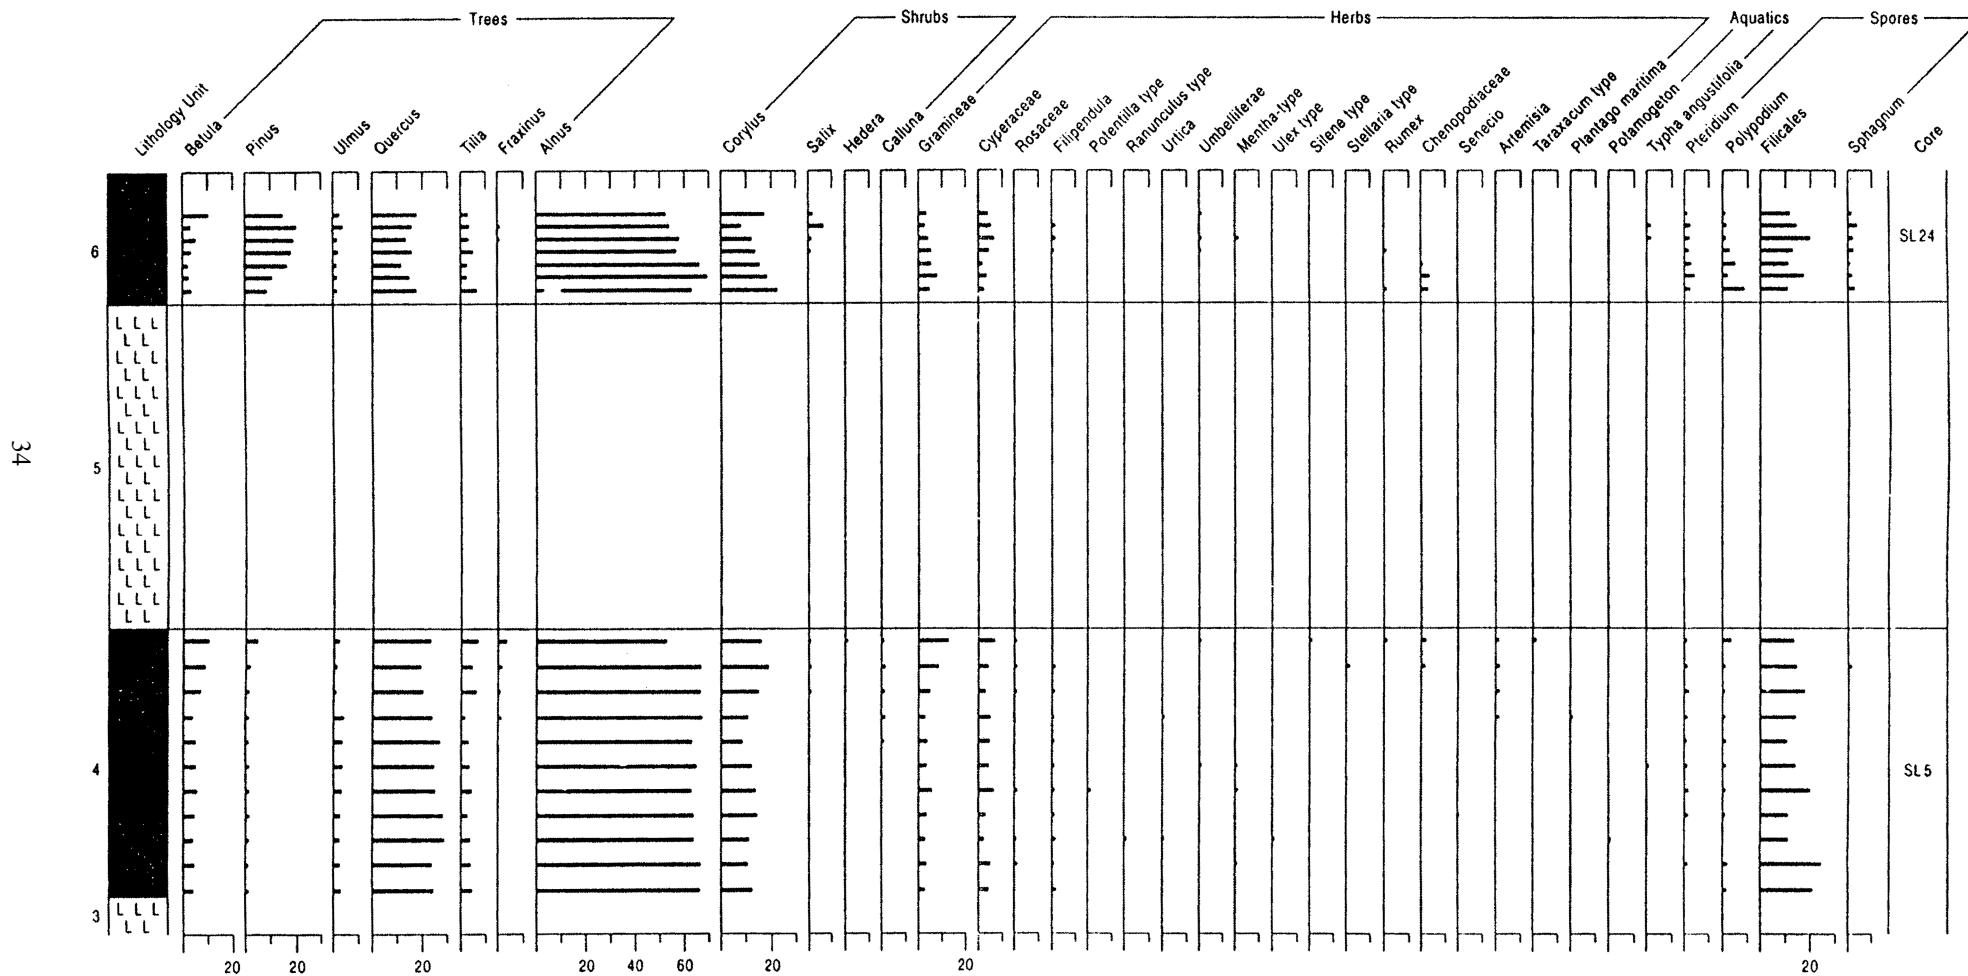 Trees
Shrubs
Herbs
Aquatics
Spores
Lithology Unit
Betula
Pinus
Ulmus
Quercus
Tilia
Fraxinus
Alnus
Corylus
Salix
Hedera
Calluna
Gramineae
Cyperaceae
Rosaceae
Filipendula
Potentilla type
Ranunculus type
Urtica
Umbelliferae
Mentha-type
Ulex type
Silene type
Stellaria type
Rumex
Chenopodiaceae
Senecio
Artemisia
Taraxacum type
Plantago maritima
Potamogeton
Typha angustifolia
Pteridium
Polypodium
Filicales
Sphagnum
Core
6
SL24
L L L
L L
L L L
L L
L L L
L L
L L L
L L
L L L
L L
L L L
L L
L L L
L L
L L L
L L
L L L
L L
5
34
4
SL5
3
L L L
L L
20 20 20 20 40 60 20 20 20